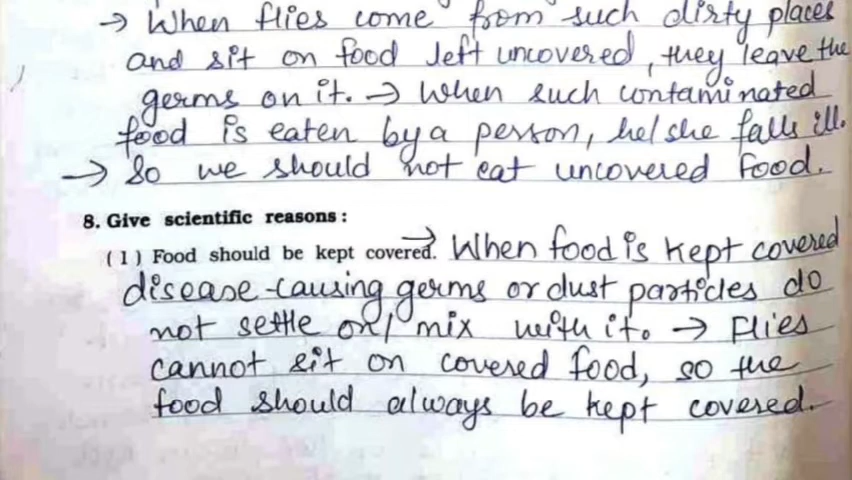 → When flies come from such dirty places
and sit on food left uncovered, they leave the
germs on it. → When such contaminated
food is eaten by a person, he/she falls ill.
→ So we should not eat uncovered food.
8. Give scientific reasons:
(1) Food should be kept covered. → When food is kept covered
disease-causing germs or dust particles do
not settle on/ mix with it. → Flies
cannot sit on covered food, so the
food should always be kept covered.